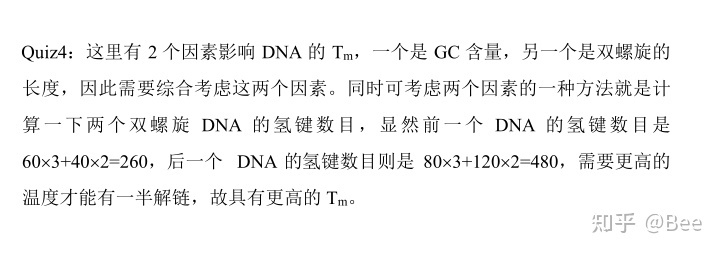 Quiz4：这里有 2 个因素影响 DNA 的 Tm，一个是 GC 含量，另一个是双螺旋的
长度，因此需要综合考虑这两个因素。同时可考虑两个因素的一种方法就是计
算一下两个双螺旋 DNA 的氢键数目，显然前一个 DNA 的氢键数目是
60×3+40×2=260，后一个 DNA 的氢键数目则是 80×3+120×2=480，需要更高的
温度才能有一半解链，故具有更高的 Tm。
知乎 @Bee